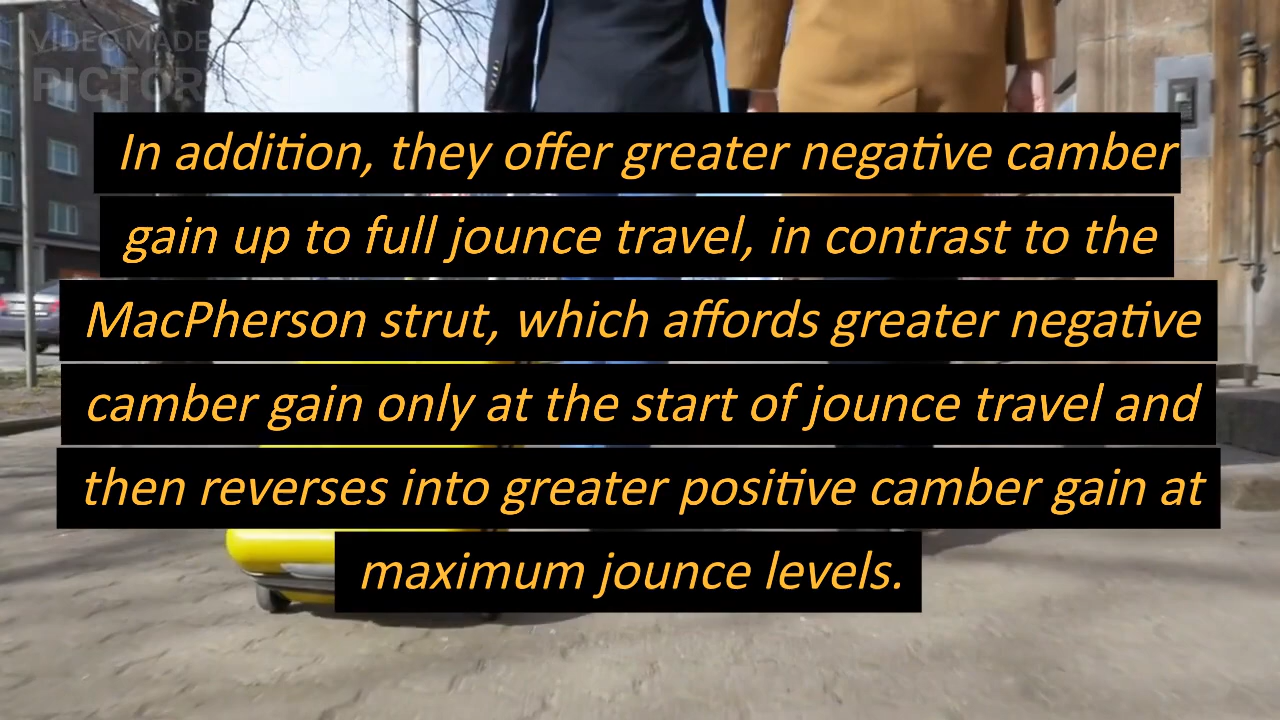 VIDEO MADE
PICTOR
In addition, they offer greater negative camber
gain up to full jounce travel, in contrast to the
MacPherson strut, which affords greater negative
camber gain only at the start of jounce travel and
then reverses into greater positive camber gain at
maximum jounce levels.